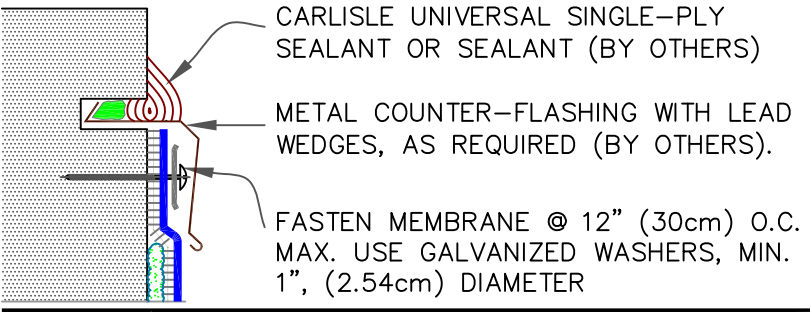 CARLISLE UNIVERSAL SINGLE-PLY
SEALANT OR SEALANT (BY OTHERS)
METAL COUNTER-FLASHING WITH LEAD
WEDGES, AS REQUIRED (BY OTHERS).
FASTEN MEMBRANE @ 12" (30cm) O.C.
MAX. USE GALVANIZED WASHERS, MIN.
1", (2.54cm) DIAMETER